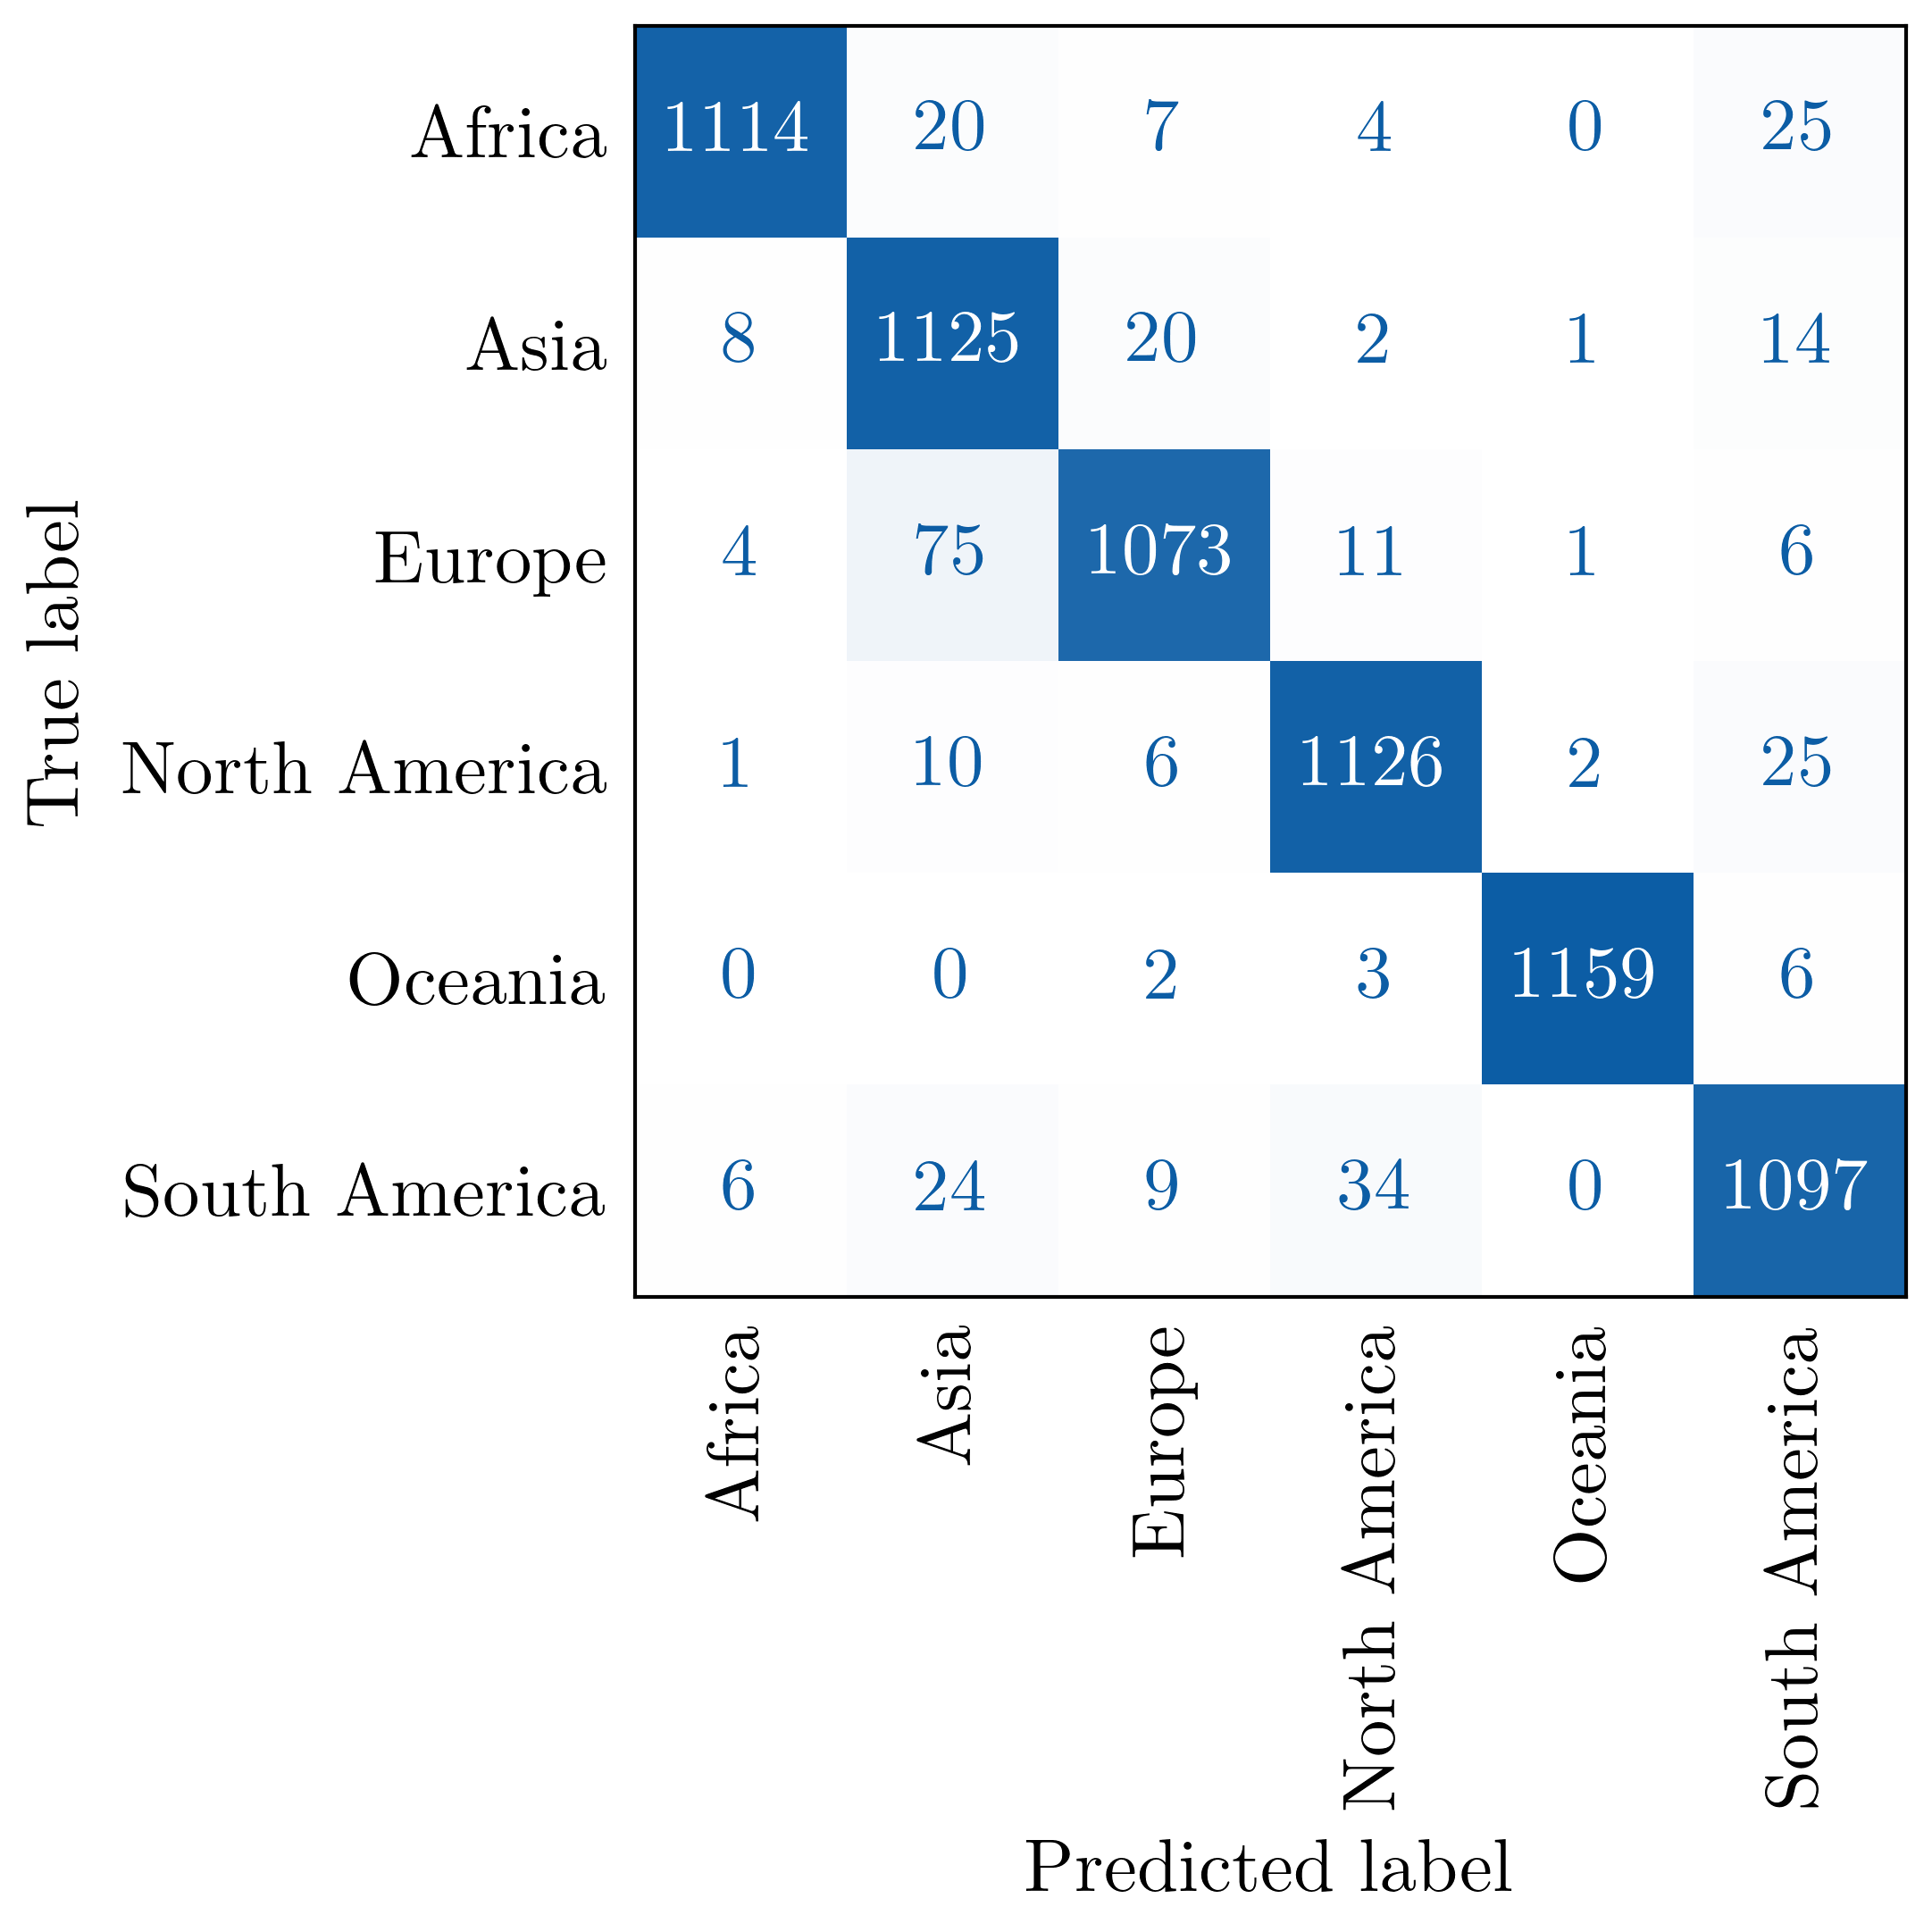 True label
Africa 1114 20 7 4 0 25
Asia 8 1125 20 2 1 14
Europe 4 75 1073 11 1 6
North America 1 10 6 1126 2 25
Oceania 0 0 2 3 1159 6
South America 6 24 9 34 0 1097
Africa
Asia
Europe
North America
Oceania
South America
Predicted label